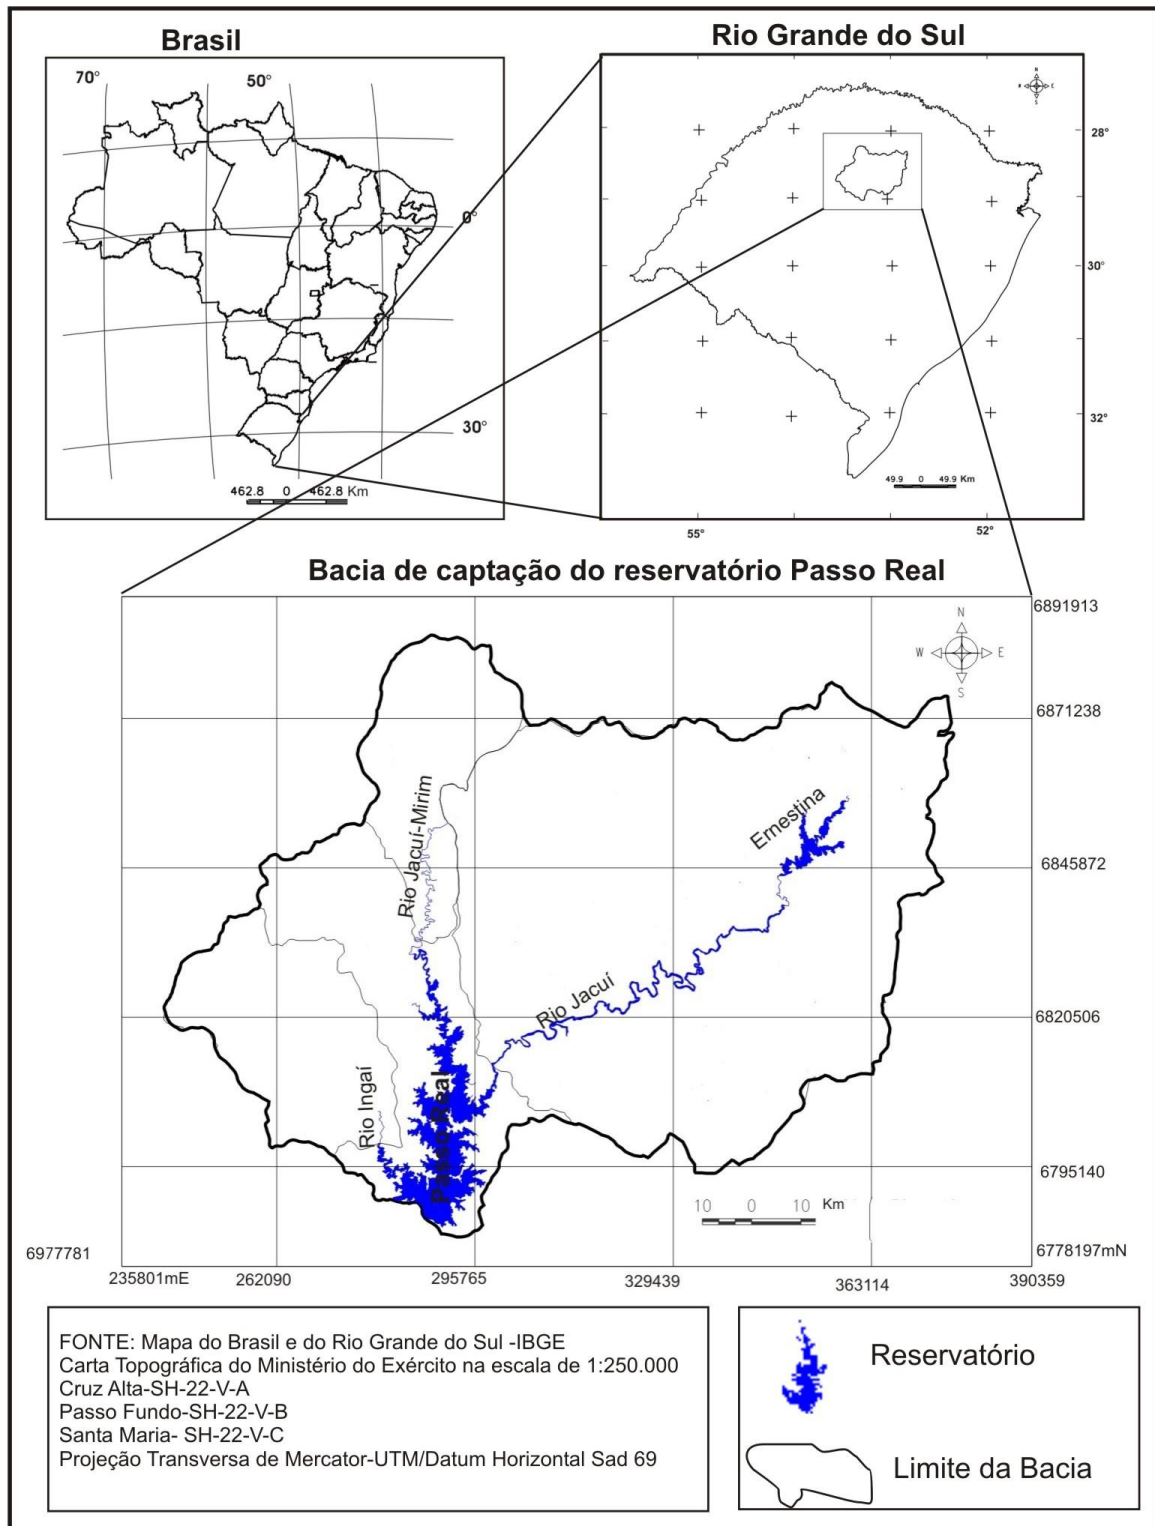 Brasil
70°
50°
0°
30°
462.8 0 462.8 Km
Rio Grande do Sul
N
W E
S
28°
30°
32°
55°
52°
49.9 0 49.9 Km
Bacia de captação do reservatório Passo Real
6891913
N
W E
S
6871238
Rio Jacuí-Mirim
Ernestina
6845872
Rio Jacuí
6820506
Rio Ingaí
Passo Real
6795140
10 0 10 Km
6977781
6778197mN
235801mE
262090
295765
329439
363114
390359
FONTE: Mapa do Brasil e do Rio Grande do Sul -IBGE
Carta Topográfica do Ministério do Exército na escala de 1:250.000
Cruz Alta-SH-22-V-A
Passo Fundo-SH-22-V-B
Santa Maria- SH-22-V-C
Projeção Transversa de Mercator-UTM/Datum Horizontal Sad 69
Reservatório
Limite da Bacia